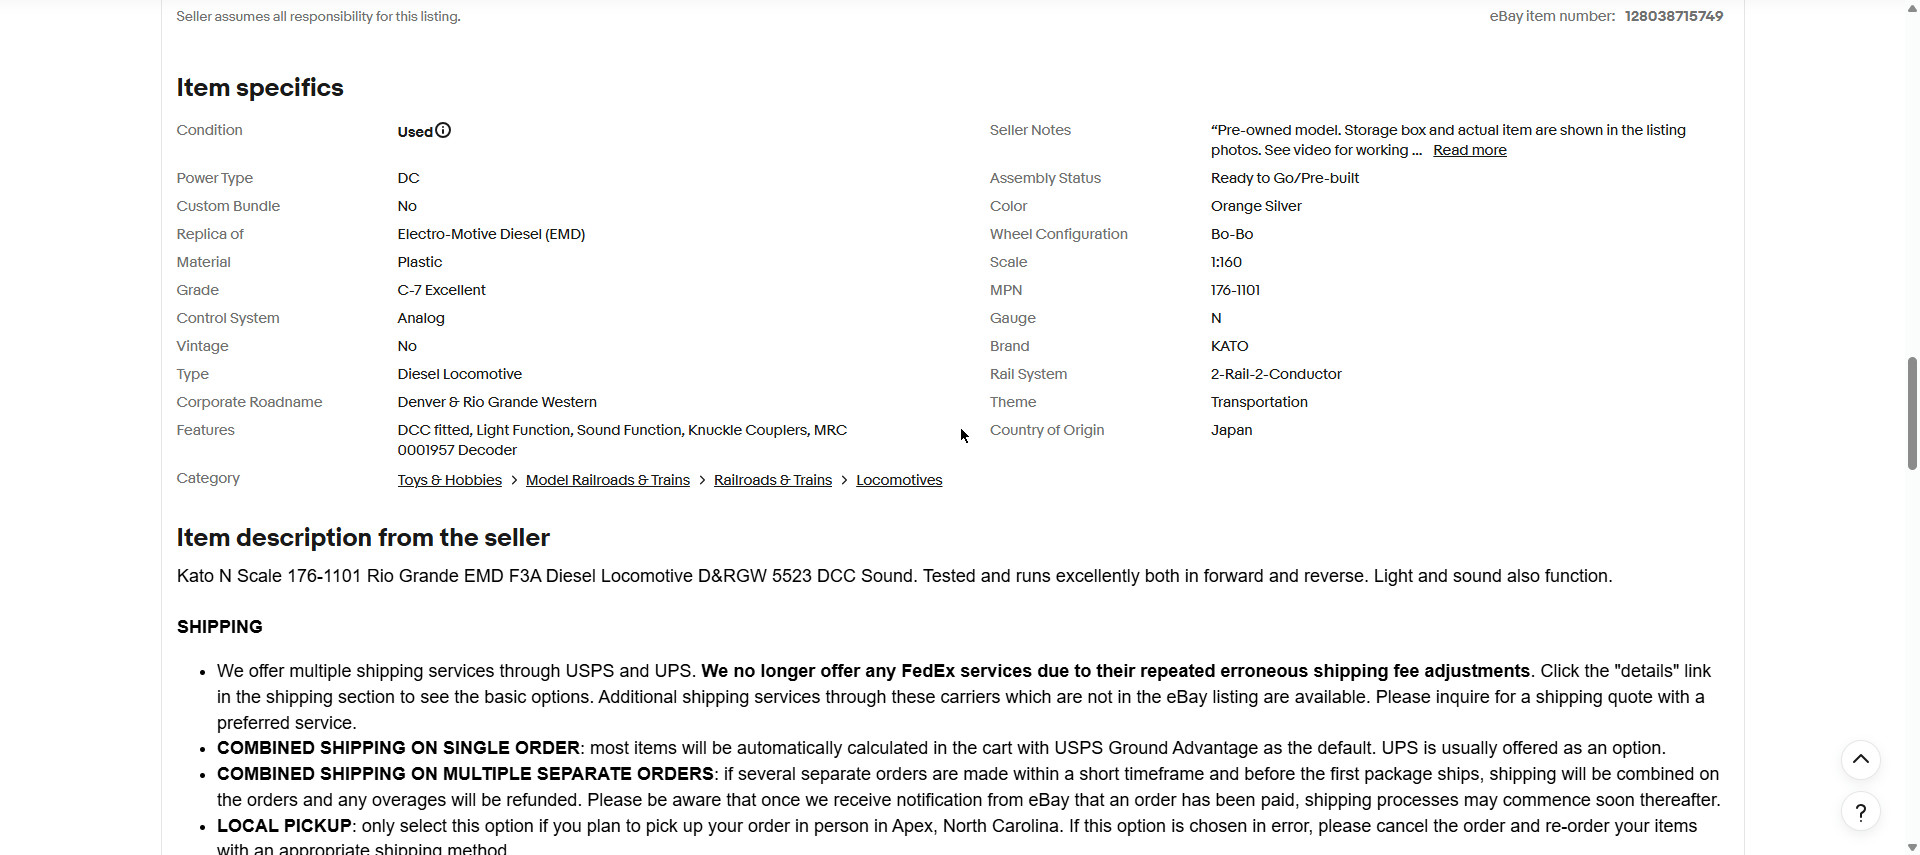 Seller assumes all responsibility for this listing.
eBay item number: 128038715749
Item specifics
Condition
Used
Seller Notes
“Pre-owned model. Storage box and actual item are shown in the listing
photos. See video for working ... Read more
Power Type
DC
Assembly Status
Ready to Go/Pre-built
Custom Bundle
No
Color
Orange Silver
Replica of
Electro-Motive Diesel (EMD)
Wheel Configuration
Bo-Bo
Material
Plastic
Scale
1:160
Grade
C-7 Excellent
MPN
176-1101
Control System
Analog
Gauge
N
Vintage
No
Brand
KATO
Type
Diesel Locomotive
Rail System
2-Rail-2-Conductor
Corporate Roadname
Denver & Rio Grande Western
Theme
Transportation
Features
DCC fitted, Light Function, Sound Function, Knuckle Couplers, MRC
0001957 Decoder
Country of Origin
Japan
Category
Toys & Hobbies > Model Railroads & Trains > Railroads & Trains > Locomotives
Item description from the seller
Kato N Scale 176-1101 Rio Grande EMD F3A Diesel Locomotive D&RGW 5523 DCC Sound. Tested and runs excellently both in forward and reverse. Light and sound also function.
SHIPPING
• We offer multiple shipping services through USPS and UPS. We no longer offer any FedEx services due to their repeated erroneous shipping fee adjustments. Click the "details" link
in the shipping section to see the basic options. Additional shipping services through these carriers which are not in the eBay listing are available. Please inquire for a shipping quote with a
preferred service.
• COMBINED SHIPPING ON SINGLE ORDER: most items will be automatically calculated in the cart with USPS Ground Advantage as the default. UPS is usually offered as an option.
• COMBINED SHIPPING ON MULTIPLE SEPARATE ORDERS: if several separate orders are made within a short timeframe and before the first package ships, shipping will be combined on
the orders and any overages will be refunded. Please be aware that once we receive notification from eBay that an order has been paid, shipping processes may commence soon thereafter.
• LOCAL PICKUP: only select this option if you plan to pick up your order in person in Apex, North Carolina. If this option is chosen in error, please cancel the order and re-order your items
with an appropriate shipping method.
?